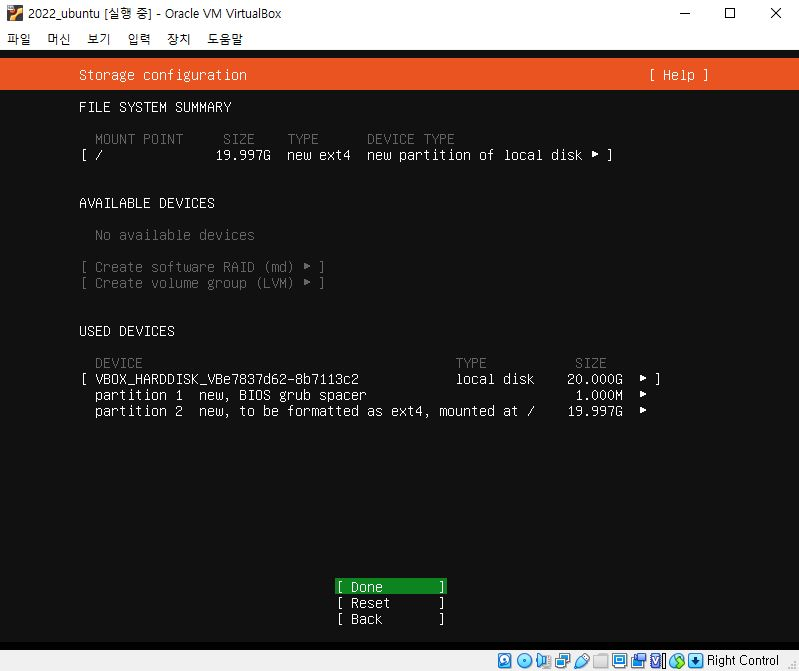 2022_ubuntu [실행 중] - Oracle VM VirtualBox
파일 머신 보기 입력 장치 도움말
Storage configuration [ Help ]
FILE SYSTEM SUMMARY
MOUNT POINT SIZE TYPE DEVICE TYPE
[ / 19.997G new ext4 new partition of local disk ▸ ]
AVAILABLE DEVICES
No available devices
[ Create software RAID (md) ▸ ]
[ Create volume group (LVM) ▸ ]
USED DEVICES
DEVICE TYPE SIZE
[ VBOX_HARDDISK_VBe7837d62-8b7113c2 local disk 20.000G ▸ ]
partition 1 new, BIOS grub spacer 1.000M ▸
partition 2 new, to be formatted as ext4, mounted at / 19.997G ▸
[ Done ]
[ Reset ]
[ Back ]
Right Control